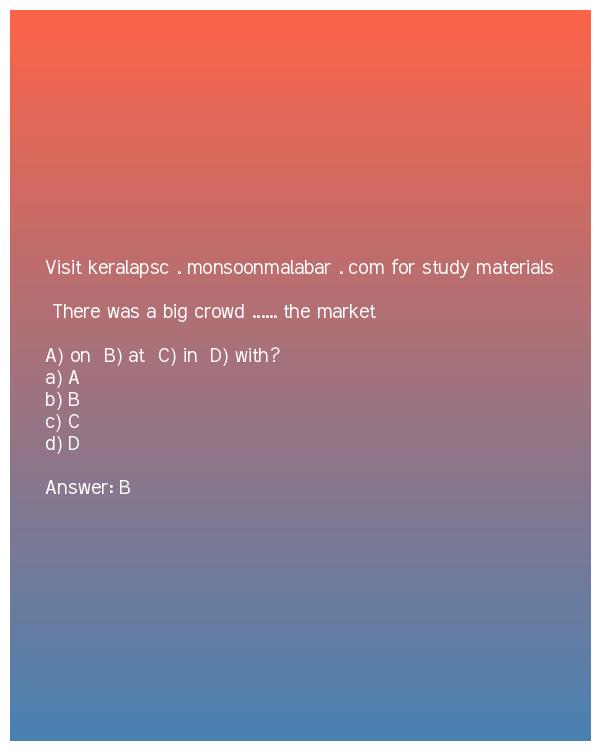 Visit keralapsc . monsoonmalabar . com for study materials
There was a big crowd ...... the market
A) on B) at C) in D) with?
a) A
b) B
c) C
d) D
Answer: B